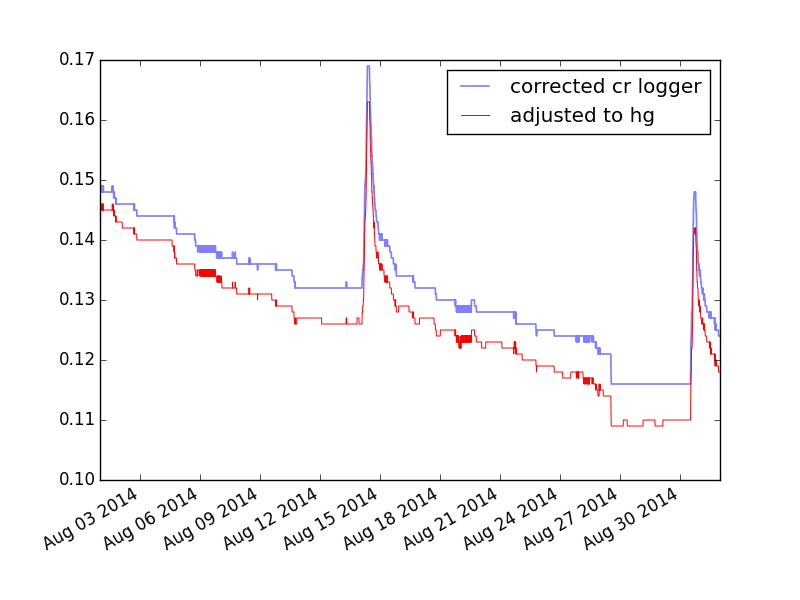 0.17
0.16
0.15
0.14
0.13
0.12
0.11
0.10
corrected cr logger
adjusted to hg
Aug 03 2014
Aug 06 2014
Aug 09 2014
Aug 12 2014
Aug 15 2014
Aug 18 2014
Aug 21 2014
Aug 24 2014
Aug 27 2014
Aug 30 2014